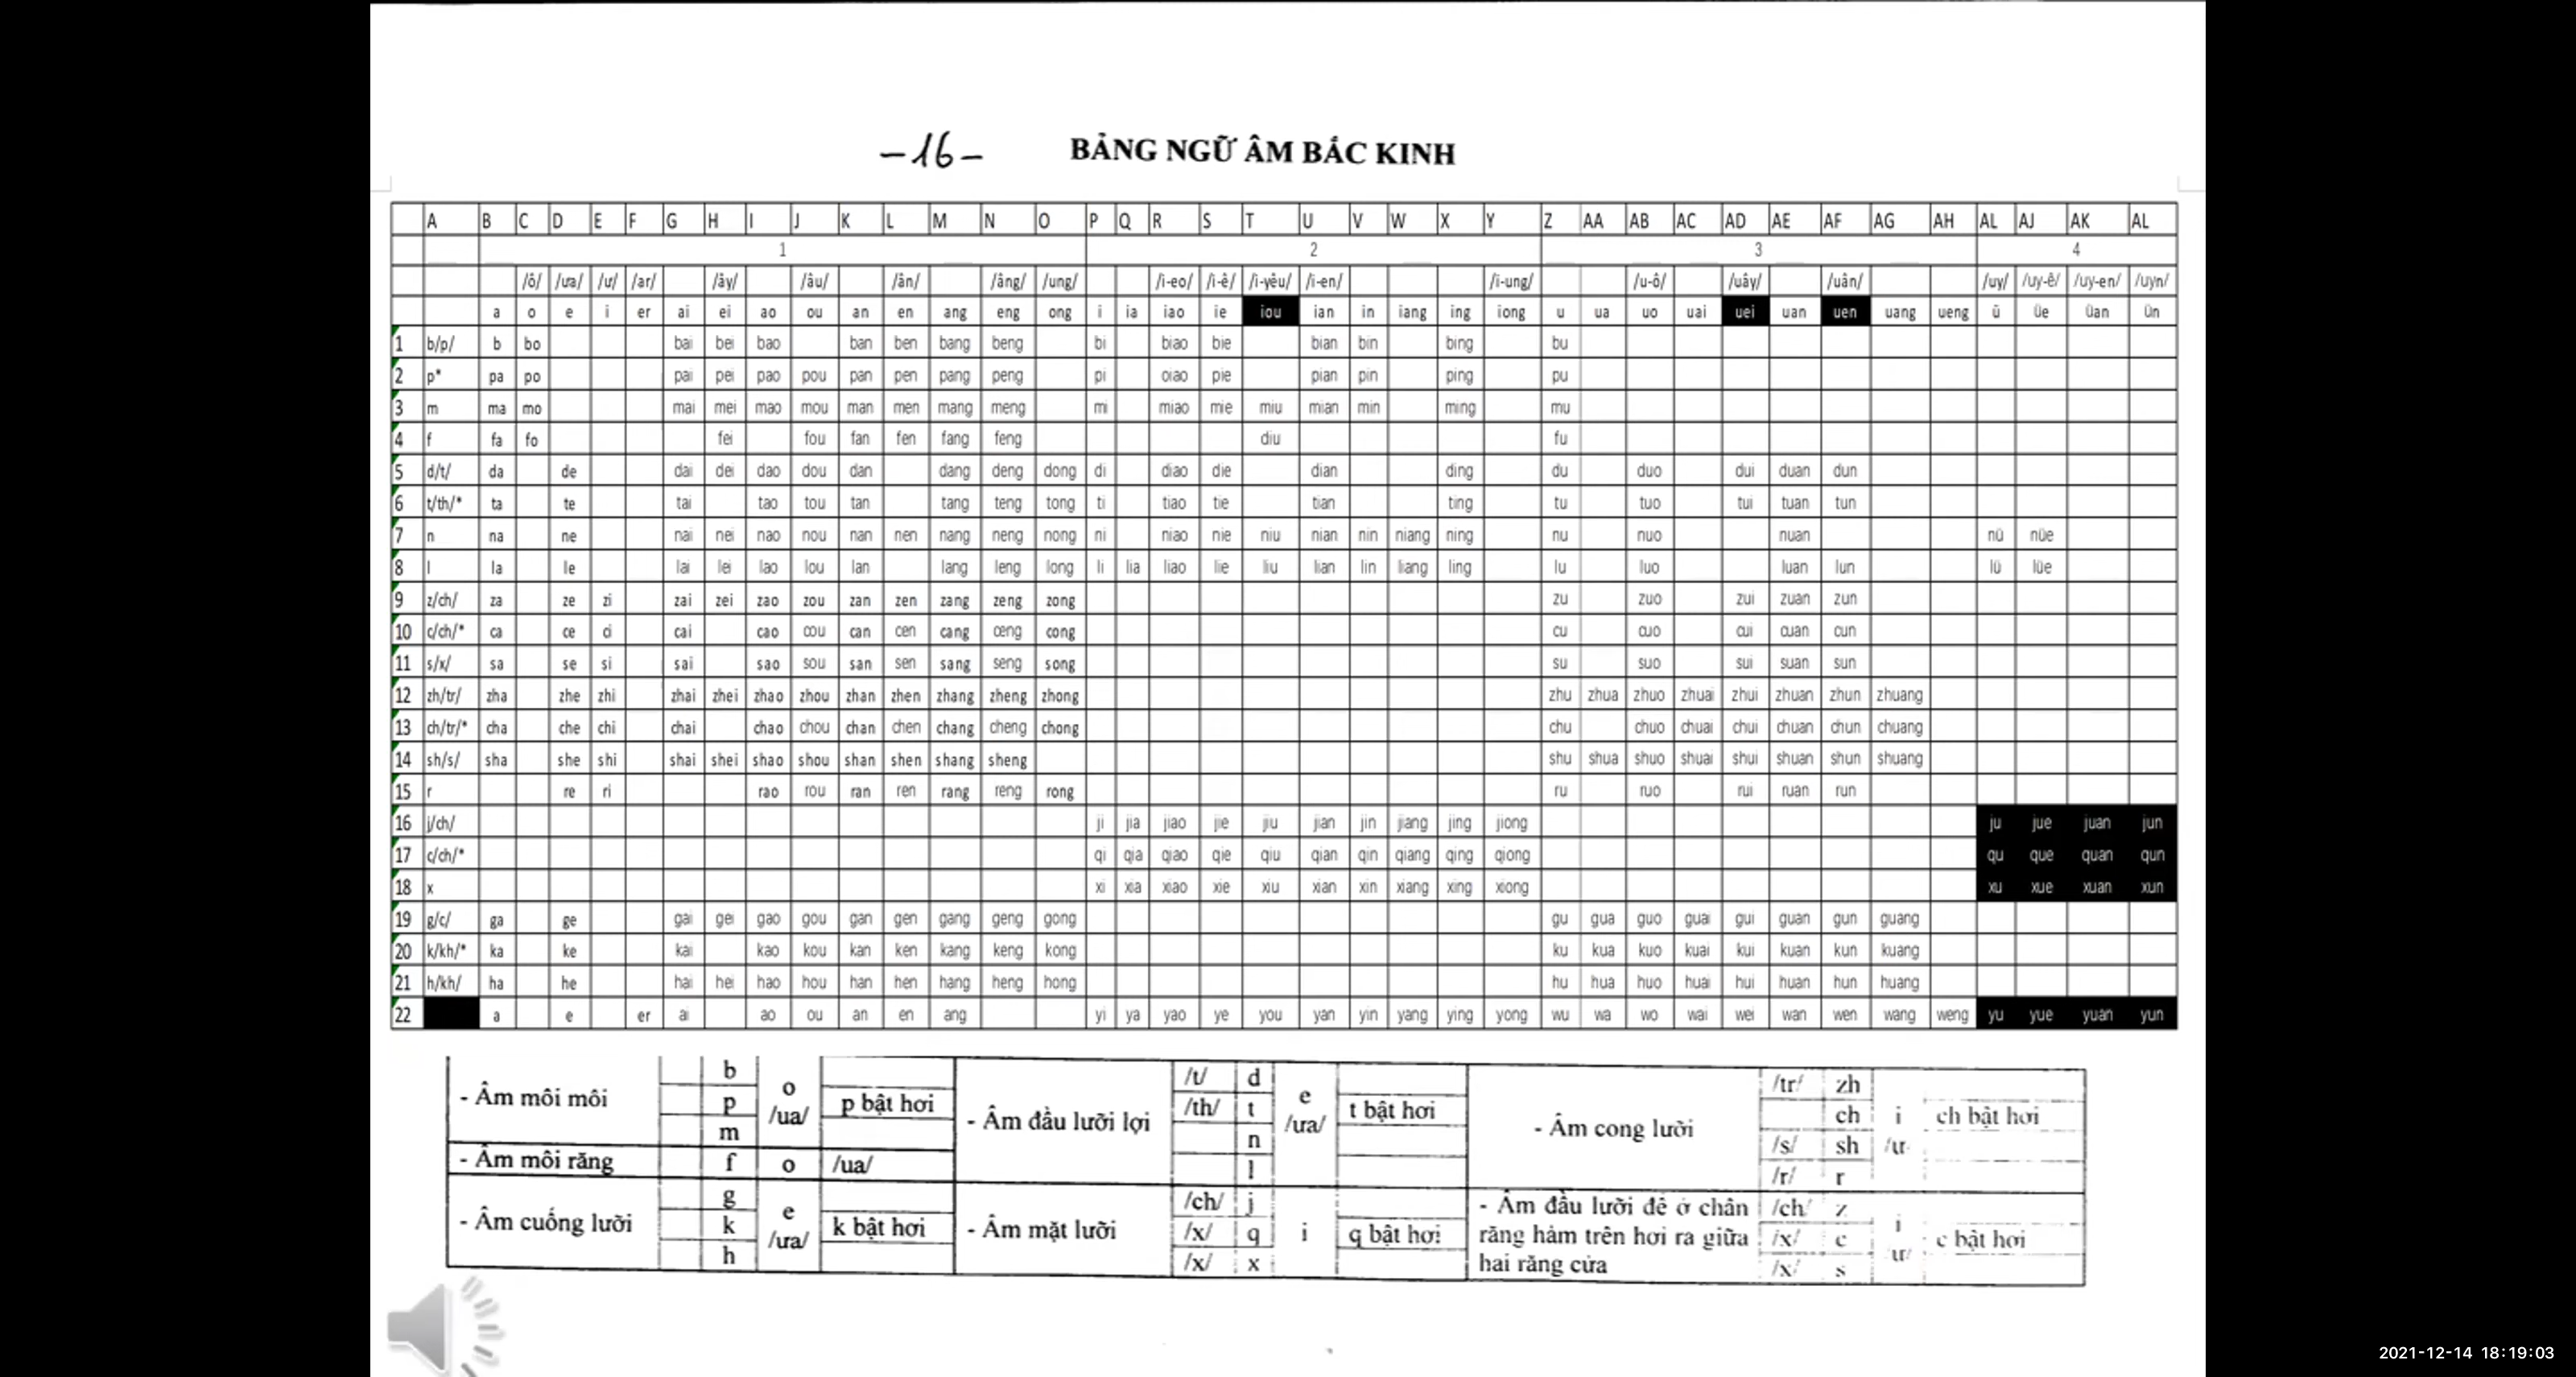 -16- BẢNG NGỮ ÂM BẮC KINH
A B C D E F G H I J K L M N O P Q R S T U V W X Y Z AA AB AC AD AE AF AG AH AL AJ AK AL
1 2 3 4
/ô/ /ưa/ /ư/ /ar/ /ây/ /âu/ /ân/ /âng/ /ung/ /i-eo/ /i-ê/ /i-yêu/ /i-en/ /i-ung/ /u-ô/ /uây/ /uân/ /uy/ /uy-ê/ /uy-en/ /uyn/
a o e i er ai ei ao ou an en ang eng ong i ia iao ie iou ian in iang ing iong u ua uo uai uei uan uen uang ueng ü üe üan ün
1 b/p/ b bo bai bei bao ban ben bang beng bi biao bie bian bin bing bu
2 p* pa po pai pei pao pou pan pen pang peng pi oiao pie pian pin ping pu
3 m ma mo mai mei mao mou man men mang meng mi miao mie miu mian min ming mu
4 f fa fo fei fou fan fen fang feng diu fu
5 d/t/ da de dai dei dao dou dan dang deng dong di diao die dian ding du duo dui duan dun
6 t/th/* ta te tai tao tou tan tang teng tong ti tiao tie tian ting tu tuo tui tuan tun
7 n na ne nai nei nao nou nan nen nang neng nong ni niao nie niu nian nin niang ning nu nuo nuan nü nüe
8 l la le lai lei lao lou lan lang leng long li lia liao lie liu lian lin liang ling lu luo luan lun lü lüe
9 z/ch/ za ze zi zai zei zao zou zan zen zang zeng zong zu zuo zui zuan zun
10 c/ch/* ca ce ci cai cao cou can cen cang ceng cong cu cuo cui cuan cun
11 s/x/ sa se si sai sao sou san sen sang seng song su suo sui suan sun
12 zh/tr/ zha zhe zhi zhai zhei zhao zhou zhan zhen zhang zheng zhong zhu zhua zhuo zhuai zhui zhuan zhun zhuang
13 ch/tr/* cha che chi chai chao chou chan chen chang cheng chong chu chuo chuai chui chuan chun chuang
14 sh/s/ sha she shi shai shei shao shou shan shen shang sheng shu shua shuo shuai shui shuan shun shuang
15 r re ri rao rou ran ren rang reng rong ru ruo rui ruan run
16 j/ch/ ji jia jiao jie jiu jian jin jiang jing jiong ju jue juan jun
17 c/ch/* qi qia qiao qie qiu qian qin qiang qing qiong qu que quan qun
18 x xi xia xiao xie xiu xian xin xiang xing xiong xu xue xuan xun
19 g/c/ ga ge gai gei gao gou gan gen gang geng gong gu gua guo guai gui guan gun guang
20 k/kh/* ka ke kai kao kou kan ken kang keng kong ku kua kuo kuai kui kuan kun kuang
21 h/kh/ ha he hai hei hao hou han hen hang heng hong hu hua huo huai hui huan hun huang
22 a e er ai ao ou an en ang yi ya yao ye you yan yin yang ying yong wu wa wo wai wei wan wen wang weng yu yue yuan yun
- Âm môi môi b p m o /ua/ p bật hơi
- Âm đầu lưỡi lợi /t/ d /th/ t n l e /ưa/ t bật hơi
- Âm cong lưỡi /tr/ zh ch /s/ sh /r/ r i ch bật hơi
- Âm môi răng f o /ua/
- Âm cuống lưỡi g k h e /ưa/ k bật hơi
- Âm mặt lưỡi /ch/ j /x/ q /x/ x i q bật hơi
- Âm đầu lưỡi để ở chân
răng hàm trên hơi ra giữa
hai răng cửa
/ch/ z /x/ c /x/ s i c bật hơi
2021-12-14 18:19:03